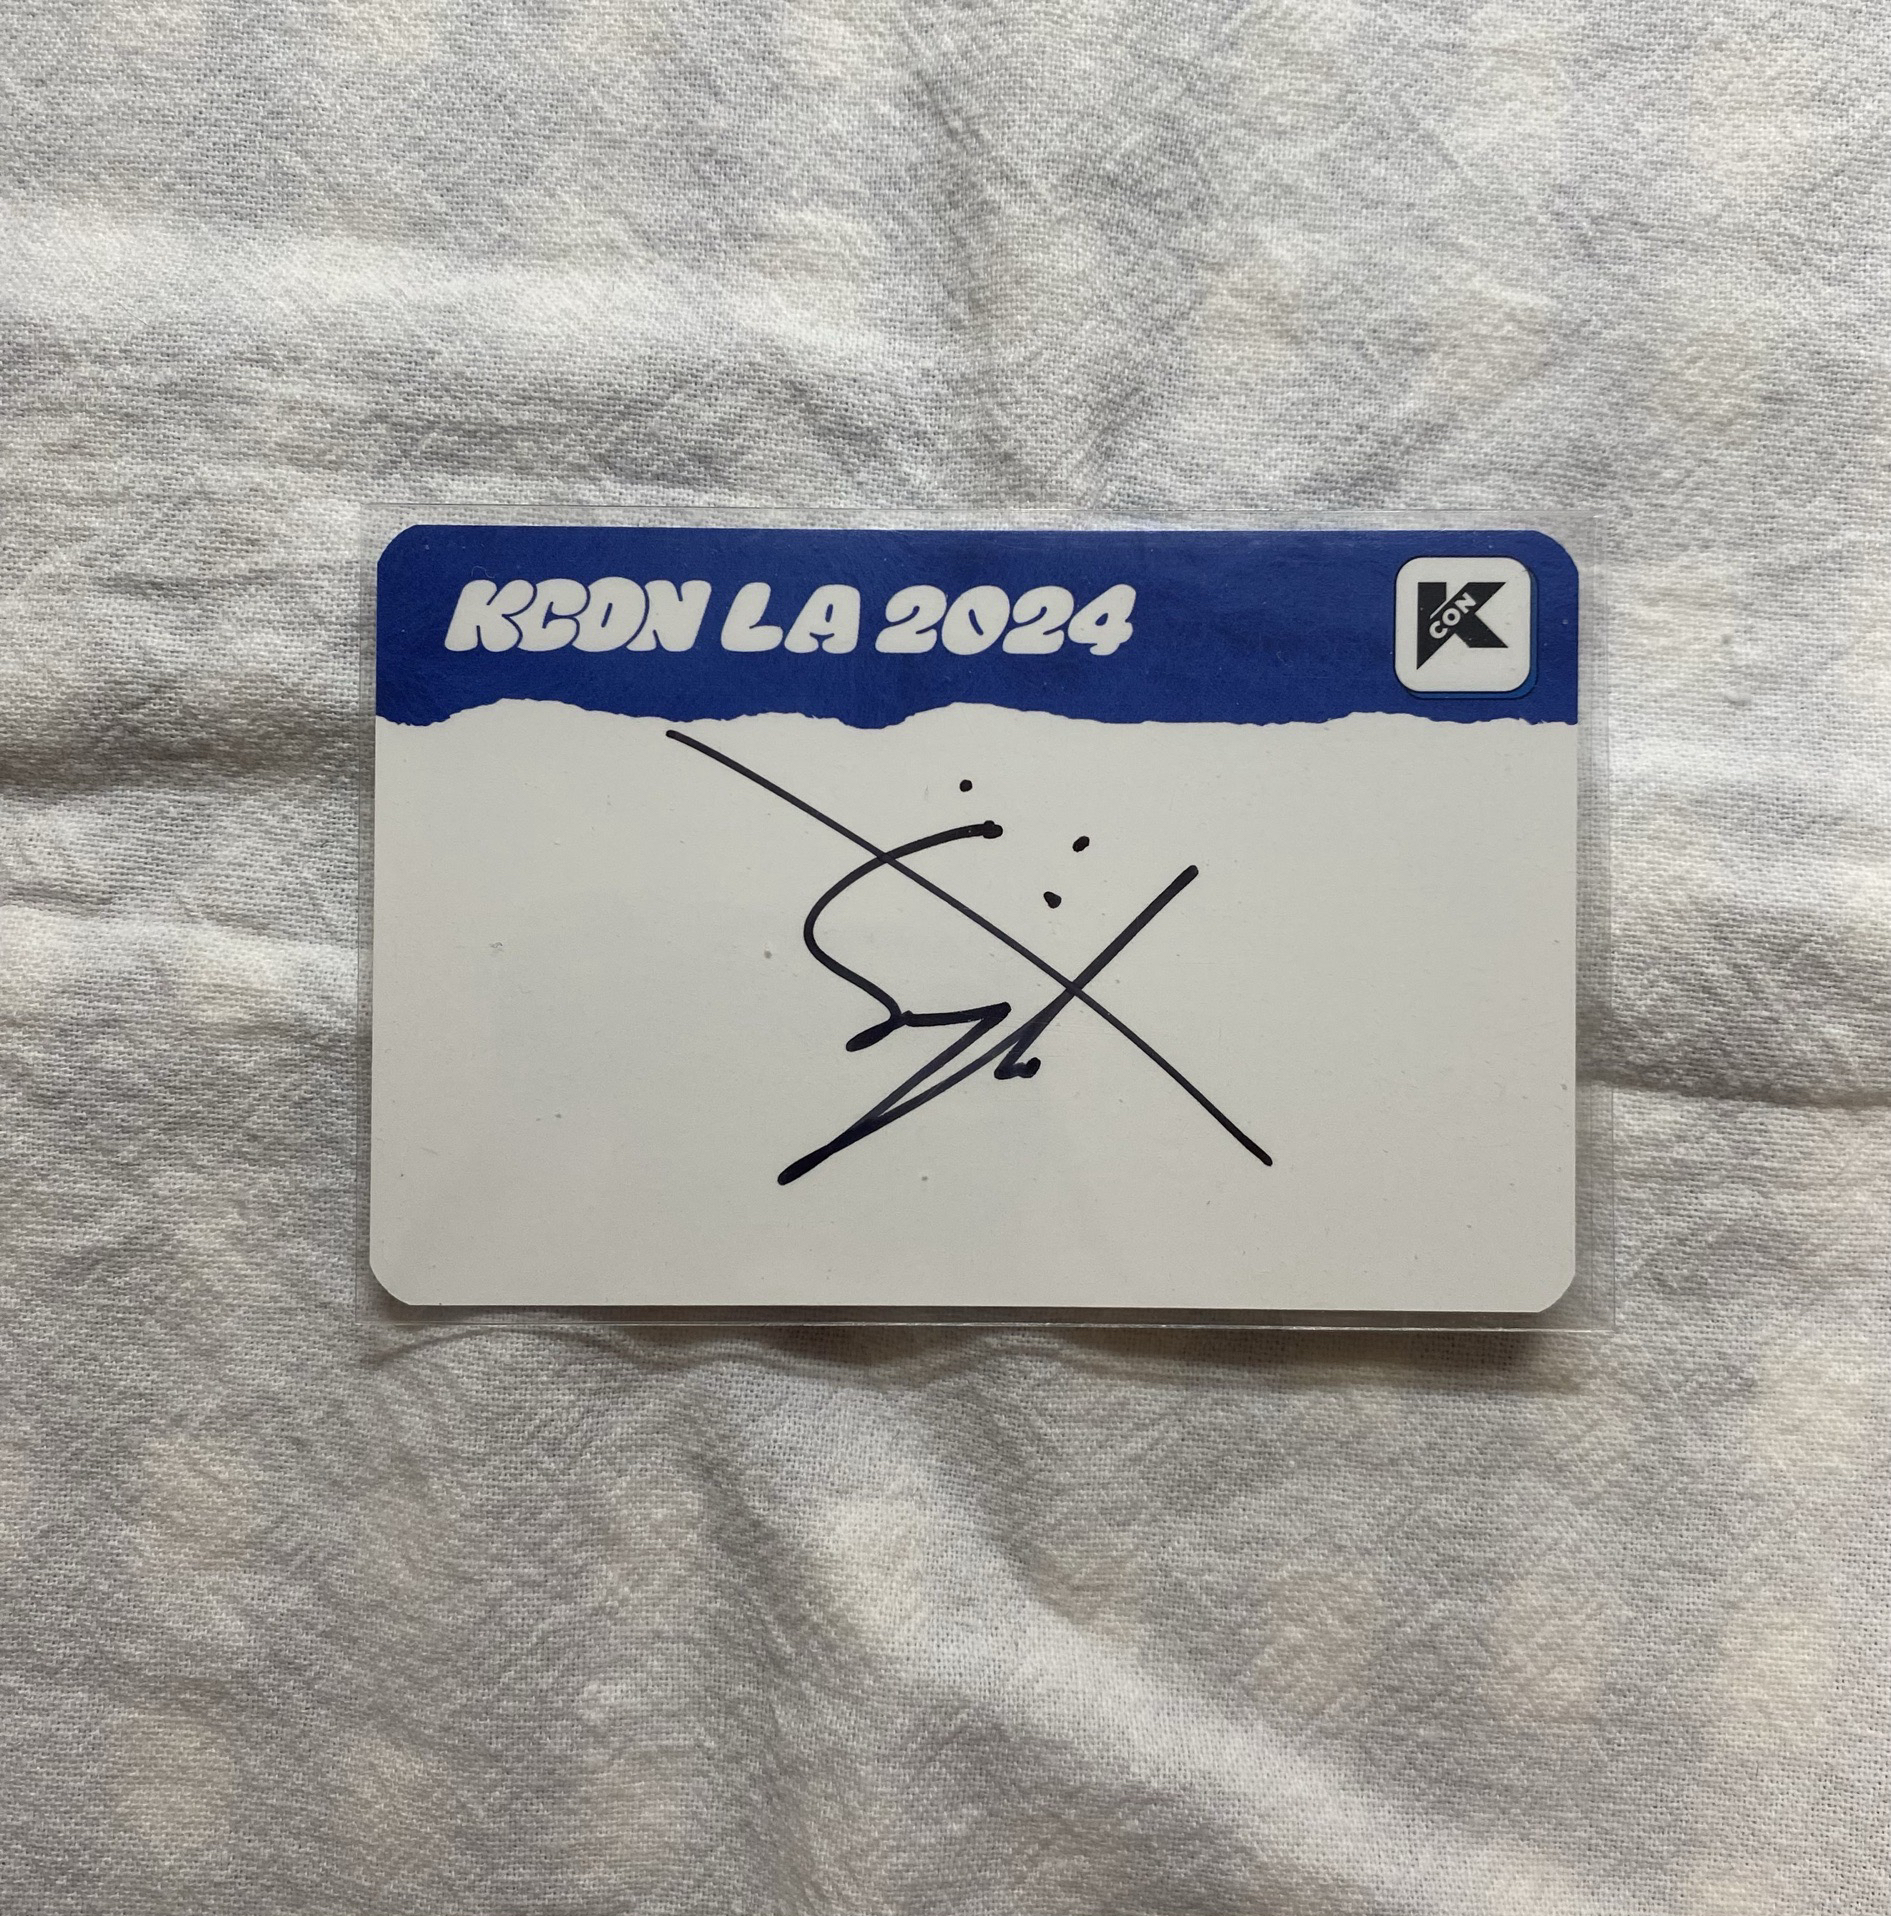 KCON LA 2024
K CON